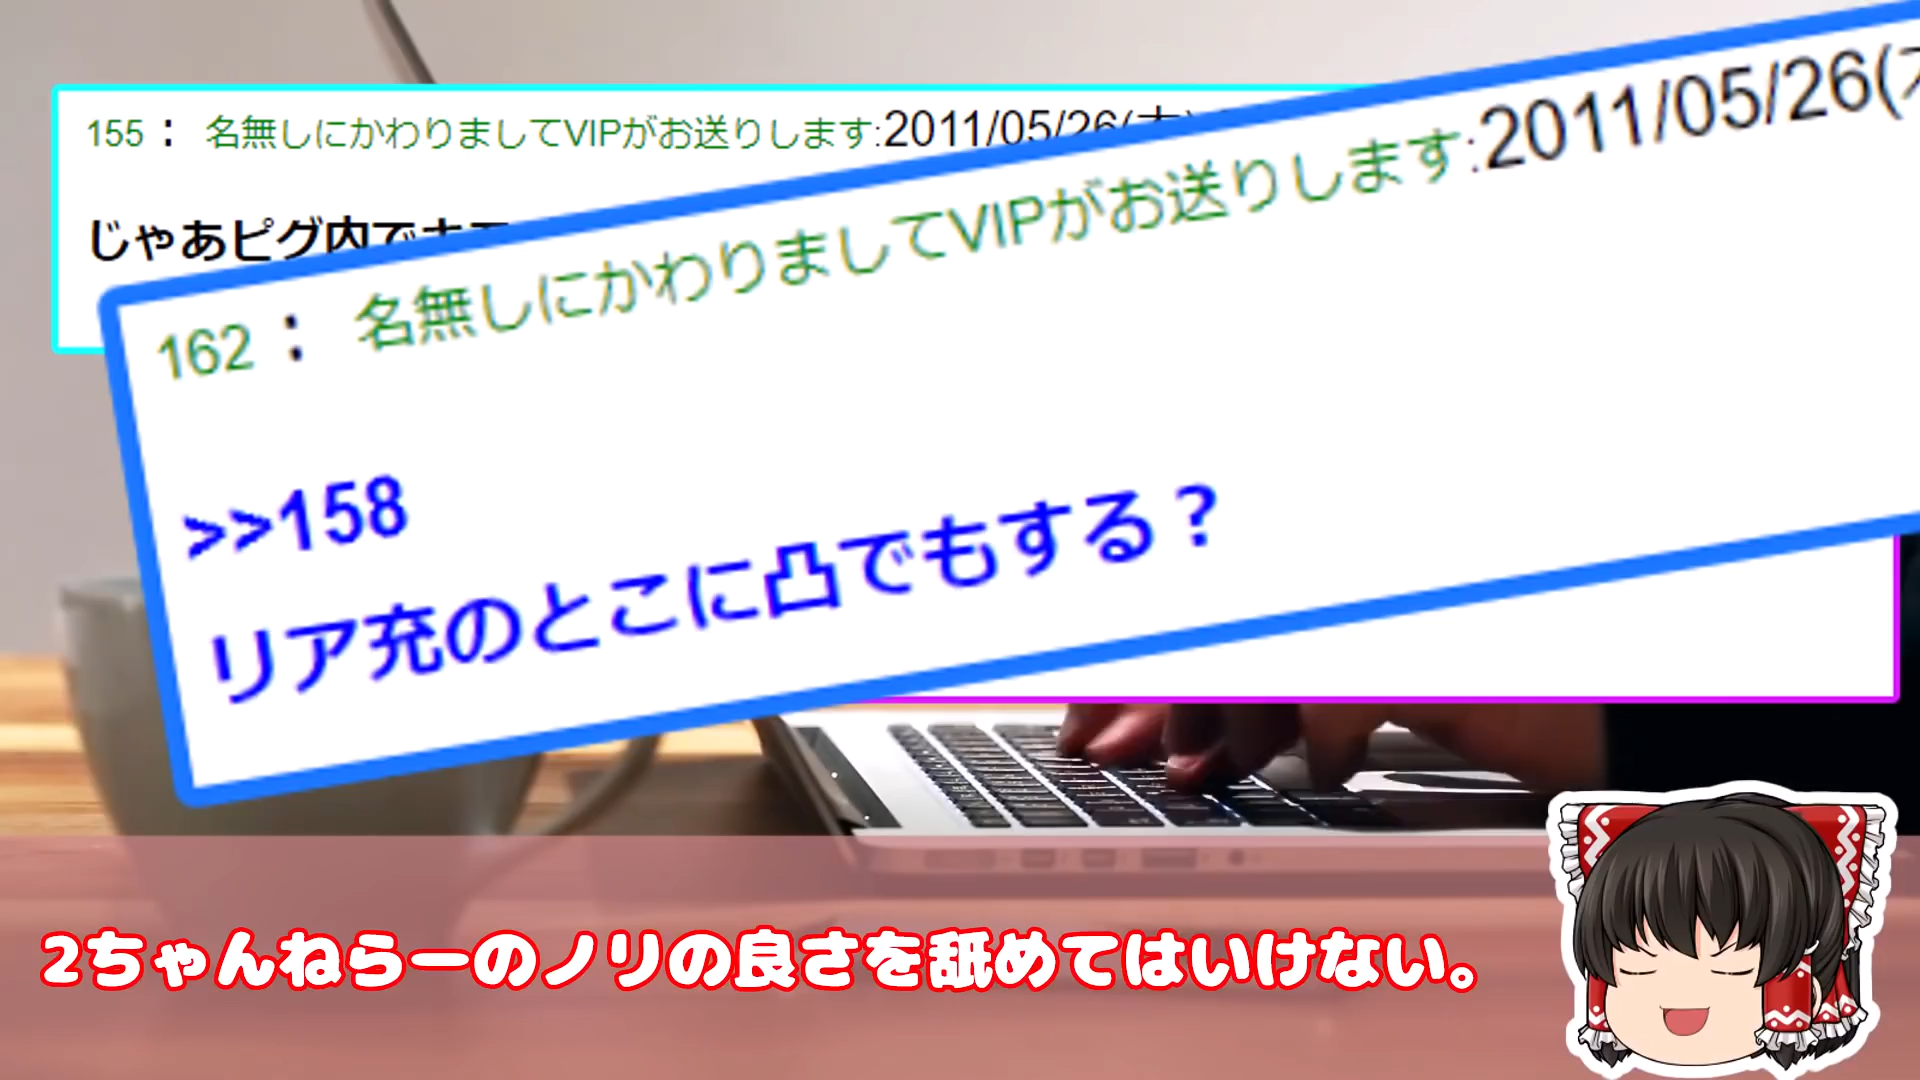 155 : 名無しにかわりましてVIPがお送りします:2011/05/26(木)
じゃあピグ内で
162 : 名無しにかわりましてVIPがお送りします:2011/05/26(
>>158
リア充のとこに凸でもする？
2ちゃんねらーのノリの良さを舐めてはいけない。